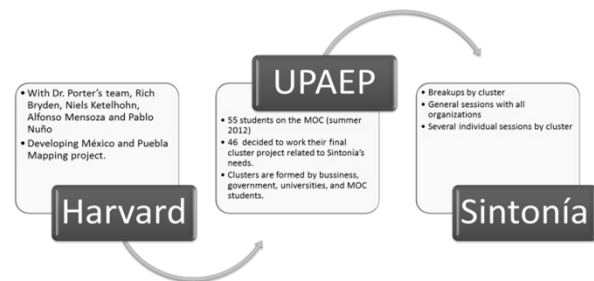 • With Dr. Porter's team, Rich
Bryden, Niels Ketelhohn,
Alfonso Mensoza and Pablo
Nuño
• Developing México and Puebla
Mapping project.
Harvard
UPAEP
• 55 students on the MOC (summer
2012)
• 46 decided to work their final
cluster project related to Sintonía's
needs.
• Clusters are formed by bussiness,
government, universities, and MOC
students.
• Breakups by cluster
• General sessions with all
organizations
• Several individual sessions by cluster
Sintonía